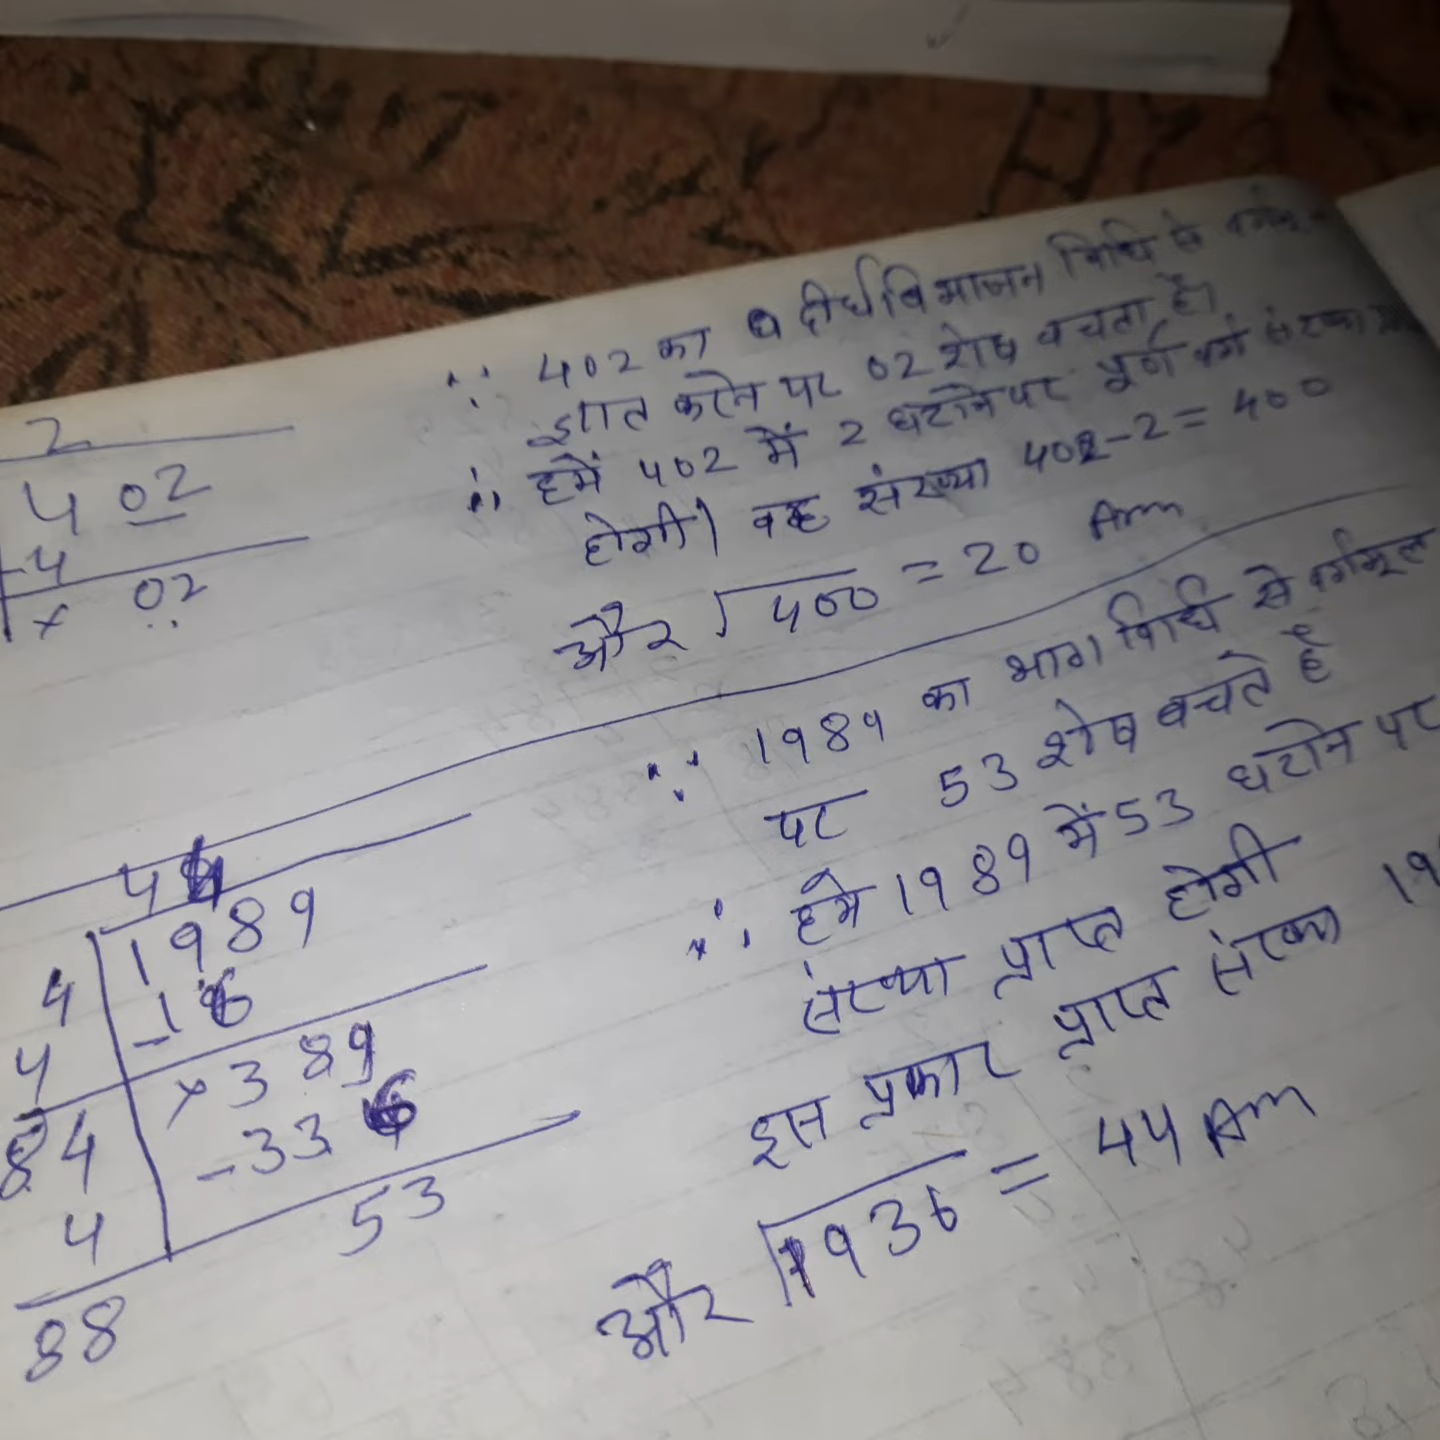 2
4 02
-4
x 02
∵ 402 का दीर्घ विभाजन विधि से
ज्ञात करने पर 02 शेष बचता है।
∴ हमें 402 में 2 घटाने पर पूर्ण वर्ग संख्या
होगी। वह संख्या 402-2 = 400
और √400 = 20 Ans
44
4 1989
-16
4 x389
84 -336
4 53
88
∵ 1989 का भाग विधि से वर्गमूल
पर 53 शेष बचते है
∴ हमे 1989 में 53 घटाने पर
संख्या प्राप्त होगी
इस प्रकार प्राप्त संख्या
और √1936 = 44 Ans